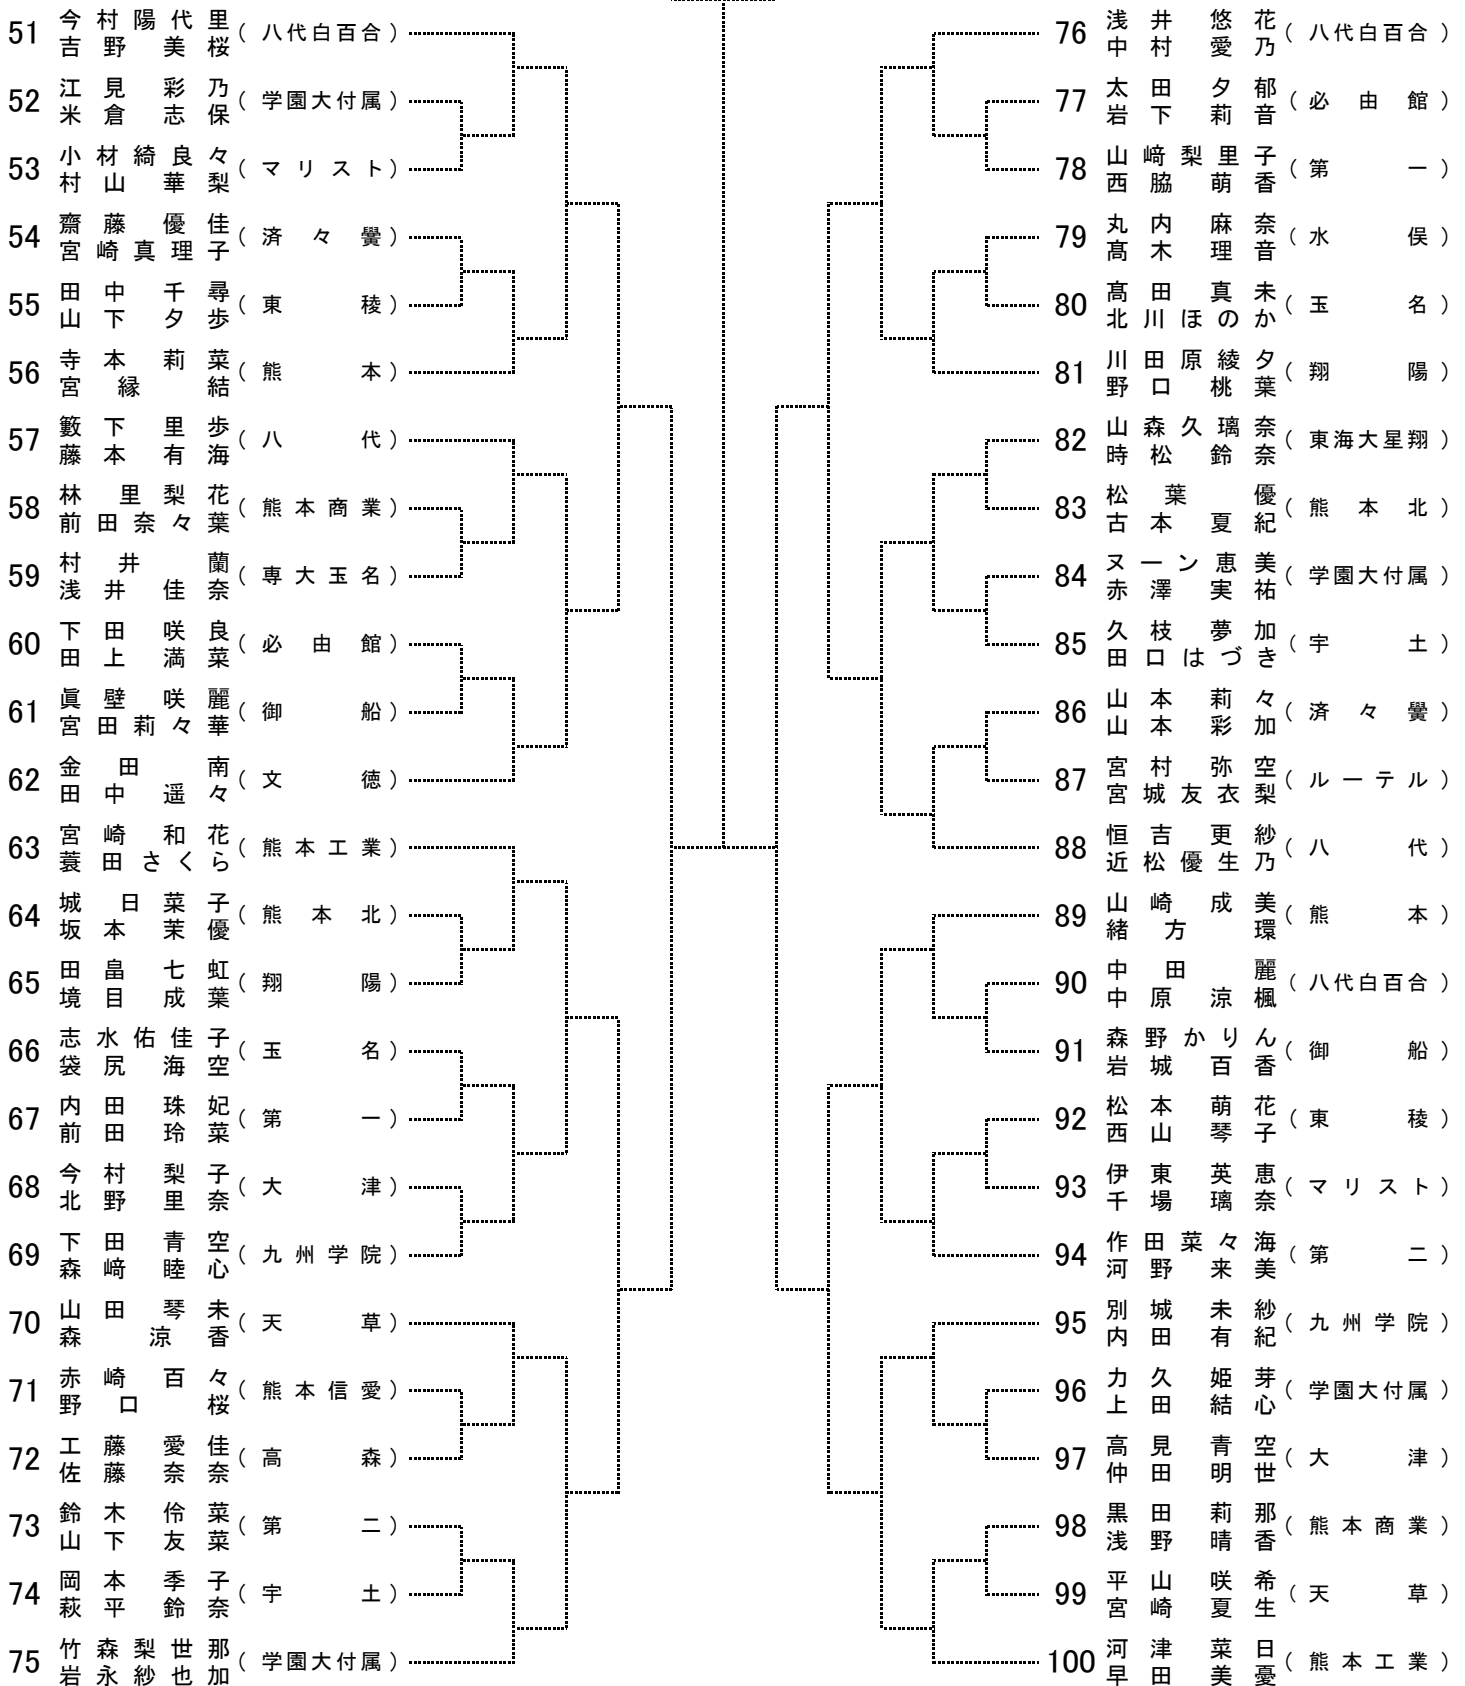 51 今村陽代里 (八代白百合)
吉野美桜
52 江見彩乃 (学園大付属)
米倉志保
53 小材綺良々 (マリスト)
村山華梨
54 齋藤優佳 (済々黌)
宮崎真理子
55 田中千尋 (東稜)
山下夕歩
56 寺本莉菜 (熊本)
宮縁結
57 籔下里歩 (八代)
藤本有海
58 林里梨花 (熊本商業)
前田奈々葉
59 村井蘭 (専大玉名)
浅井佳奈
60 下田咲良 (必由館)
田上満菜
61 眞壁咲麗 (御船)
宮田莉々華
62 金田南 (文徳)
田中遥々
63 宮崎和花 (熊本工業)
蓑田さくら
64 城日菜子 (熊本北)
坂本茉優
65 田畠七虹 (翔陽)
境目成葉
66 志水佑佳子 (玉名)
袋尻海空
67 内田珠妃 (第一)
前田玲菜
68 今村梨子 (大津)
北野里奈
69 下田青空 (九州学院)
森﨑睦心
70 山田琴未 (天草)
森涼香
71 赤崎百々 (熊本信愛)
野口桜
72 工藤愛佳 (高森)
佐藤奈奈
73 鈴木伶菜 (第二)
山下友菜
74 岡本季子 (宇土)
萩平鈴奈
75 竹森梨世那 (学園大付属)
岩永紗也加
76 浅井悠花 (八代白百合)
中村愛乃
77 太田夕郁 (必由館)
岩下莉音
78 山﨑梨里子 (第一)
西脇萌香
79 丸内麻奈 (水俣)
髙木理音
80 髙田真未 (玉名)
北川ほのか
81 川田原綾夕 (翔陽)
野口桃葉
82 山森久璃奈 (東海大星翔)
時松鈴奈
83 松葉優 (熊本北)
古本夏紀
84 ヌーン恵美 (学園大付属)
赤澤実祐
85 久枝夢加 (宇土)
田口はづき
86 山本莉々 (済々黌)
山本彩加
87 宮村弥空 (ルーテル)
宮城友衣梨
88 恒吉更紗 (八代)
近松優生乃
89 山崎成美 (熊本)
緒方環
90 中田麗 (八代白百合)
中原涼楓
91 森野かりん (御船)
岩城百香
92 松本萌花 (東稜)
西山琴子
93 伊東英恵 (マリスト)
千場璃奈
94 作田菜々海 (第二)
河野来美
95 別城未紗 (九州学院)
内田有紀
96 力久姫芽 (学園大付属)
上田結心
97 高見青空 (大津)
仲田明世
98 黒田莉那 (熊本商業)
浅野晴香
99 平山咲希 (天草)
宮崎夏生
100 河津菜日 (熊本工業)
早田美憂